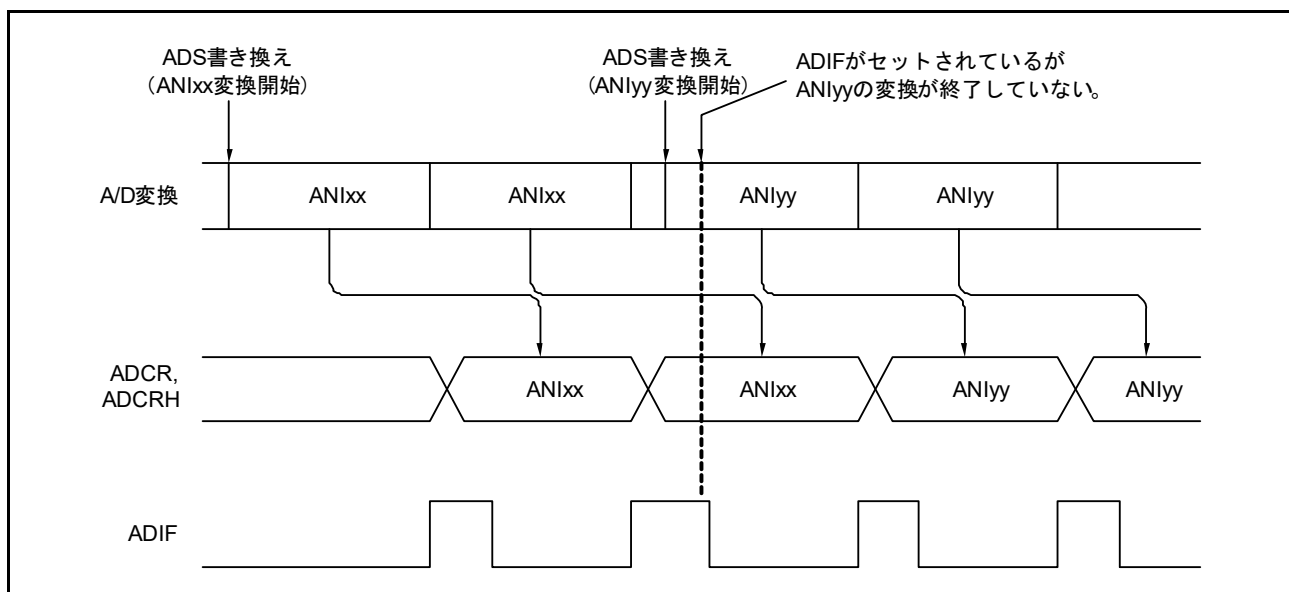 ADS書き換え
（ANIxx変換開始）
ADS書き換え
（ANIyy変換開始）
ADIFがセットされているが
ANIyyの変換が終了していない。
A/D変換
ANIxx
ANIxx
ANIyy
ANIyy
ADCR,
ADCRH
ANIxx
ANIxx
ANIyy
ANIyy
ADIF